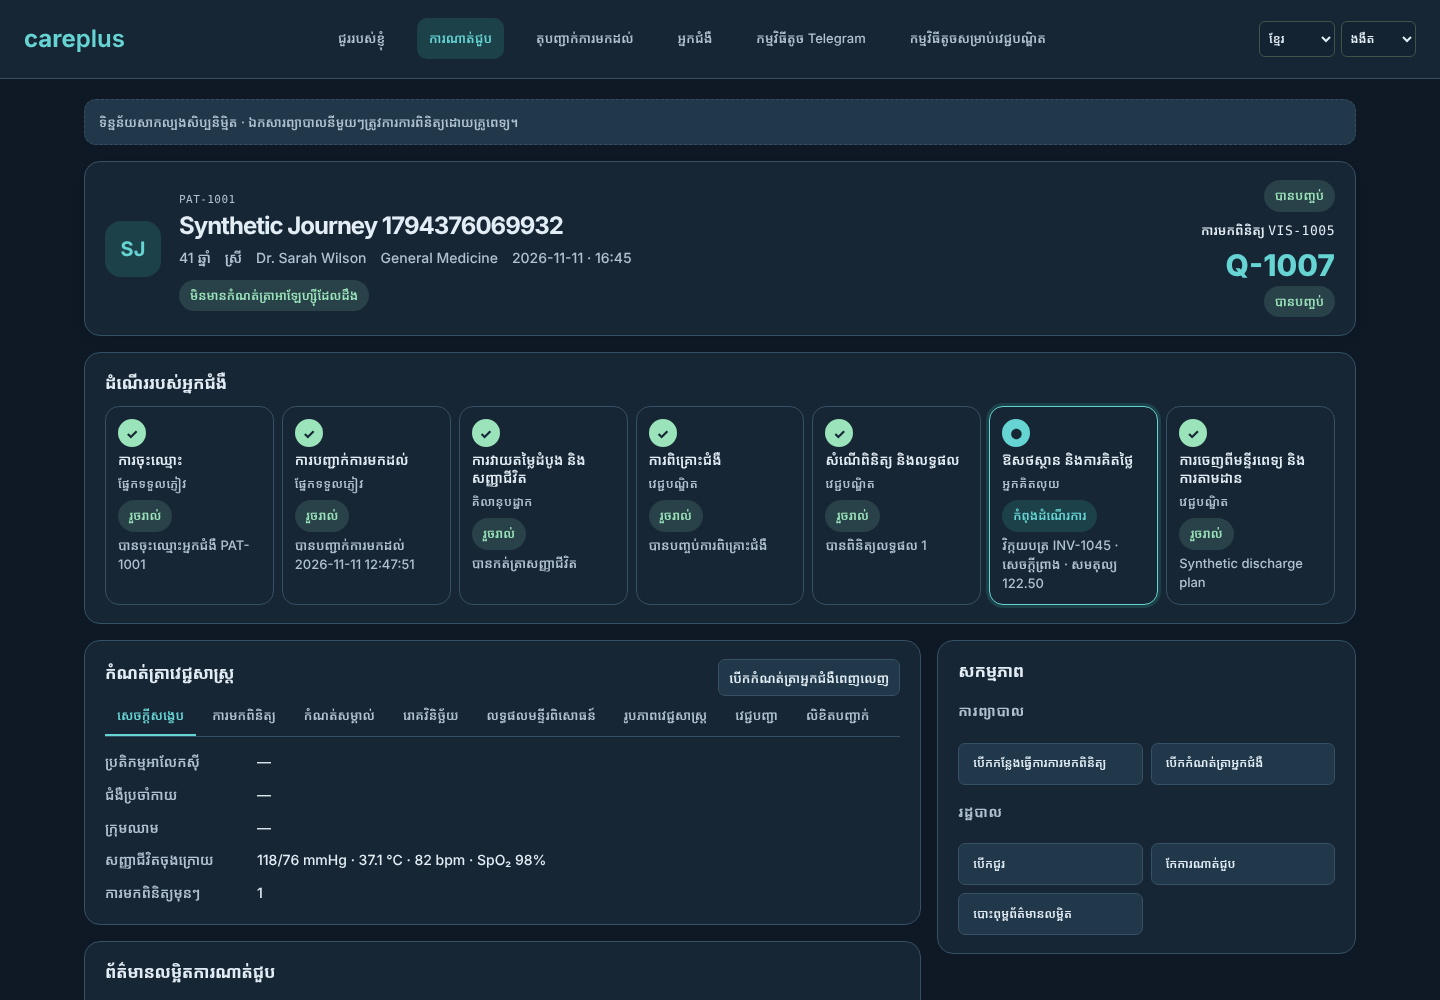 careplus
ជួររបស់ខ្ញុំ
ការណាត់ជួប
តុបញ្ជាក់ការមកដល់
អ្នកជំងឺ
កម្មវិធីតូច Telegram
កម្មវិធីតូចសម្រាប់វេជ្ជបណ្ឌិត
ខ្មែរ
ងងឹត
ទិន្នន័យសាកល្បងសិប្បនិម្មិត · ឯកសារព្យាបាលនីមួយៗត្រូវការការពិនិត្យដោយគ្រូពេទ្យ។
SJ
PAT-1001
Synthetic Journey 1794376069932
41 ឆ្នាំ ស្រី Dr. Sarah Wilson General Medicine 2026-11-11 · 16:45
មិនមានកំណត់ត្រាអាឡែហ្ស៊ីដែលដឹង
បានបញ្ចប់
ការមកពិនិត្យ VIS-1005
Q-1007
បានបញ្ចប់
ដំណើររបស់អ្នកជំងឺ
ការចុះឈ្មោះ
ផ្នែកទទួលភ្ញៀវ
រួចរាល់
បានចុះឈ្មោះអ្នកជំងឺ PAT-
1001
ការបញ្ជាក់ការមកដល់
ផ្នែកទទួលភ្ញៀវ
រួចរាល់
បានបញ្ជាក់ការមកដល់
2026-11-11 12:47:51
ការវាយតម្លៃដំបូង និង
សញ្ញាជីវិត
គិលានុបដ្ឋាក
រួចរាល់
បានកត់ត្រាសញ្ញាជីវិត
ការពិគ្រោះជំងឺ
វេជ្ជបណ្ឌិត
រួចរាល់
បានបញ្ចប់ការពិគ្រោះជំងឺ
សំណើពិនិត្យ និងលទ្ធផល
វេជ្ជបណ្ឌិត
រួចរាល់
បានពិនិត្យលទ្ធផល 1
ឱសថស្ថាន និងការគិតថ្លៃ
អ្នកគិតលុយ
កំពុងដំណើរការ
វិក្កយបត្រ INV-1045 ·
សេចក្តីព្រាង · សមតុល្យ
122.50
ការចេញពីមន្ទីរពេទ្យ និង
ការតាមដាន
វេជ្ជបណ្ឌិត
រួចរាល់
Synthetic discharge
plan
កំណត់ត្រាវេជ្ជសាស្ត្រ
បើកកំណត់ត្រាអ្នកជំងឺពេញលេញ
សេចក្តីសង្ខេប
ការមកពិនិត្យ
កំណត់សម្គាល់
រោគវិនិច្ឆ័យ
លទ្ធផលមន្ទីរពិសោធន៍
រូបភាពវេជ្ជសាស្ត្រ
វេជ្ជបញ្ជា
លិខិតបញ្ជាក់
ប្រតិកម្មអាលែកស៊ី —
ជំងឺប្រចាំកាយ —
ក្រុមឈាម —
សញ្ញាជីវិតចុងក្រោយ 118/76 mmHg · 37.1 °C · 82 bpm · SpO₂ 98%
ការមកពិនិត្យមុនៗ 1
សកម្មភាព
ការព្យាបាល
បើកកន្លែងធ្វើការការមកពិនិត្យ
បើកកំណត់ត្រាអ្នកជំងឺ
រដ្ឋបាល
បើកជួរ
កែការណាត់ជួប
បោះពុម្ពព័ត៌មានលម្អិត
ព័ត៌មានលម្អិតការណាត់ជួប